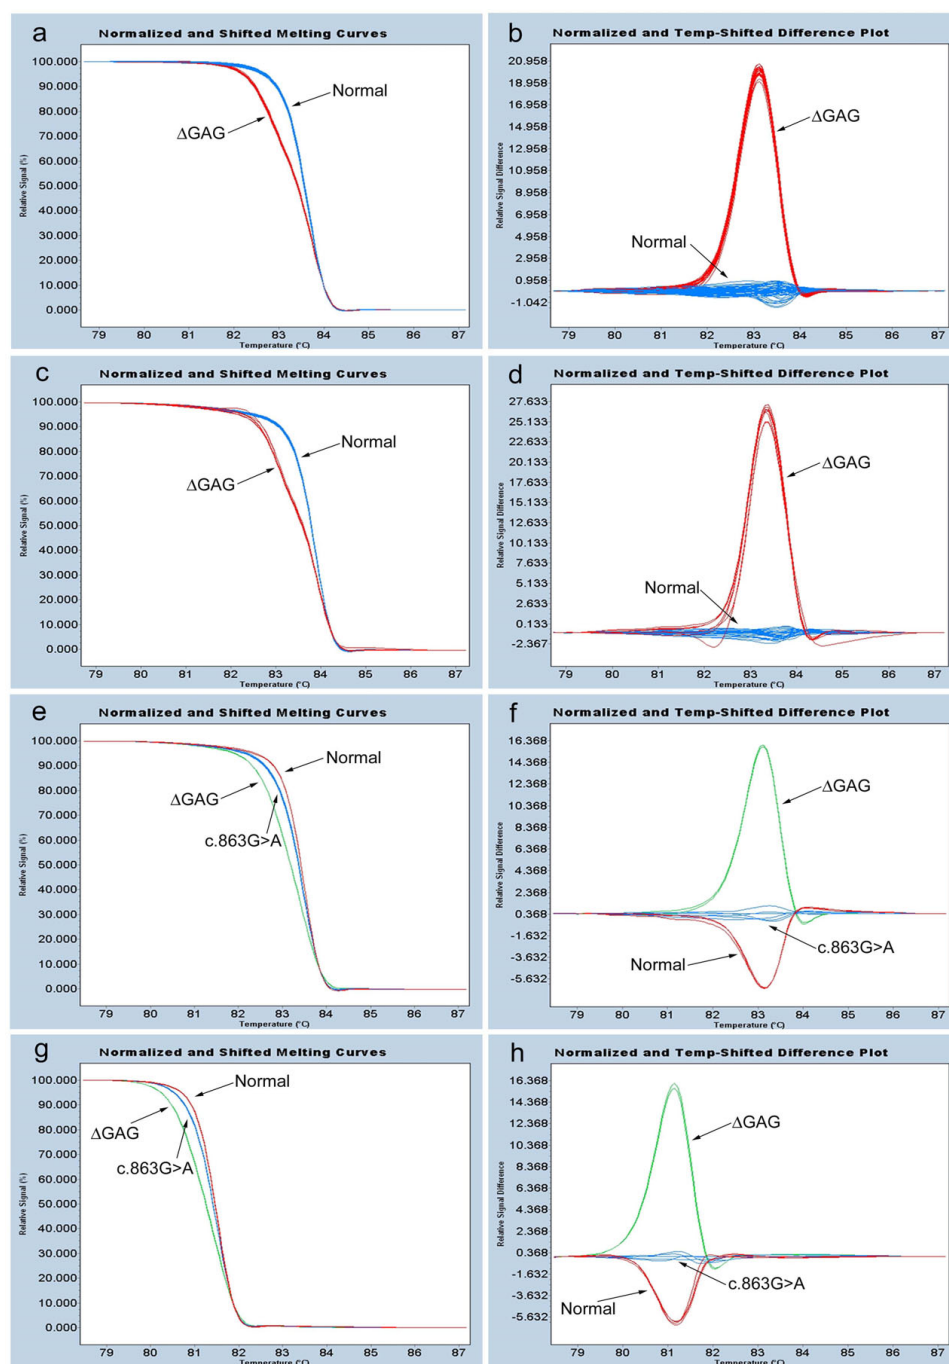 a
Normalized and Shifted Melting Curves
Relative Signal (%)
100.000
90.000
80.000
70.000
60.000
50.000
40.000
30.000
20.000
10.000
0.000
Normal
ΔGAG
79 80 81 82 83 84 85 86 87
Temperature (°C)
b
Normalized and Temp-Shifted Difference Plot
Relative Signal Difference
20.958
18.958
16.958
14.958
12.958
10.958
8.958
6.958
4.958
2.958
0.958
-1.042
ΔGAG
Normal
79 80 81 82 83 84 85 86 87
Temperature (°C)
c
Normalized and Shifted Melting Curves
Relative Signal (%)
100.000
90.000
80.000
70.000
60.000
50.000
40.000
30.000
20.000
10.000
0.000
Normal
ΔGAG
79 80 81 82 83 84 85 86 87
Temperature (°C)
d
Normalized and Temp-Shifted Difference Plot
Relative Signal Difference
27.633
25.133
22.633
20.133
17.633
15.133
12.633
10.133
7.633
5.133
2.633
0.133
-2.367
ΔGAG
Normal
79 80 81 82 83 84 85 86 87
Temperature (°C)
e
Normalized and Shifted Melting Curves
Relative Signal (%)
100.000
90.000
80.000
70.000
60.000
50.000
40.000
30.000
20.000
10.000
0.000
Normal
ΔGAG
c.863G>A
79 80 81 82 83 84 85 86 87
Temperature (°C)
f
Normalized and Temp-Shifted Difference Plot
Relative Signal Difference
16.368
14.368
12.368
10.368
8.368
6.368
4.368
2.368
0.368
-1.632
-3.632
-5.632
ΔGAG
c.863G>A
Normal
79 80 81 82 83 84 85 86 87
Temperature (°C)
g
Normalized and Shifted Melting Curves
Relative Signal (%)
100.000
90.000
80.000
70.000
60.000
50.000
40.000
30.000
20.000
10.000
0.000
Normal
ΔGAG
c.863G>A
79 80 81 82 83 84 85 86 87
Temperature (°C)
h
Normalized and Temp-Shifted Difference Plot
Relative Signal Difference
16.368
14.368
12.368
10.368
8.368
6.368
4.368
2.368
0.368
-1.632
-3.632
-5.632
ΔGAG
c.863G>A
Normal
79 80 81 82 83 84 85 86 87
Temperature (°C)